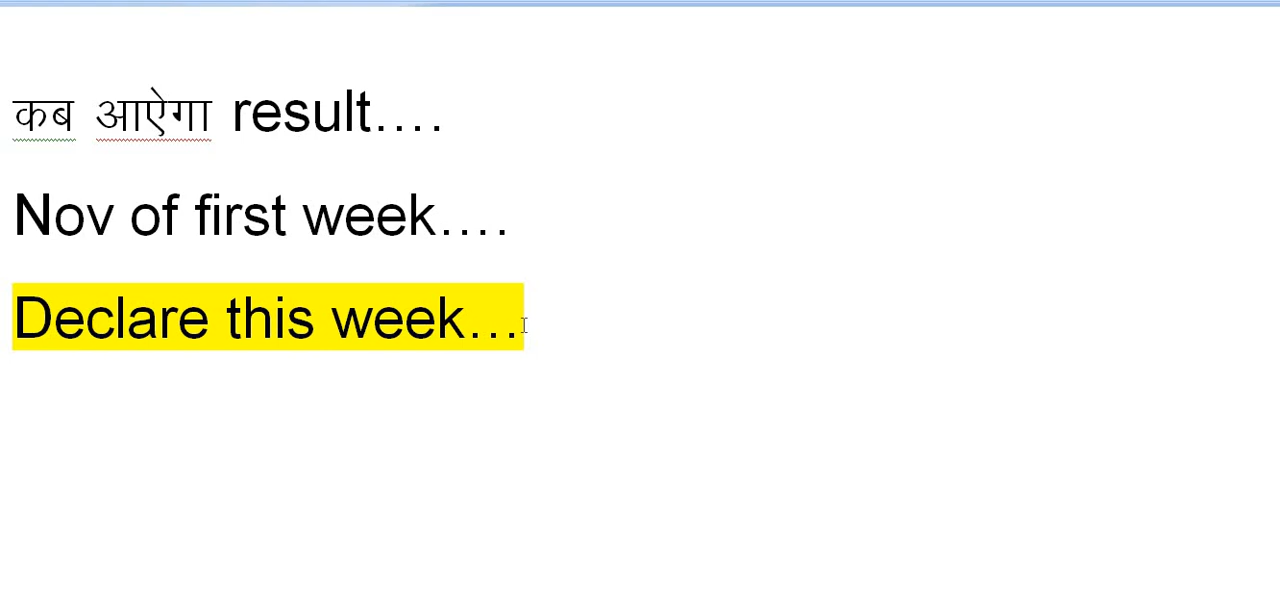 कब आऐगा result....
Nov of first week....
Declare this week...